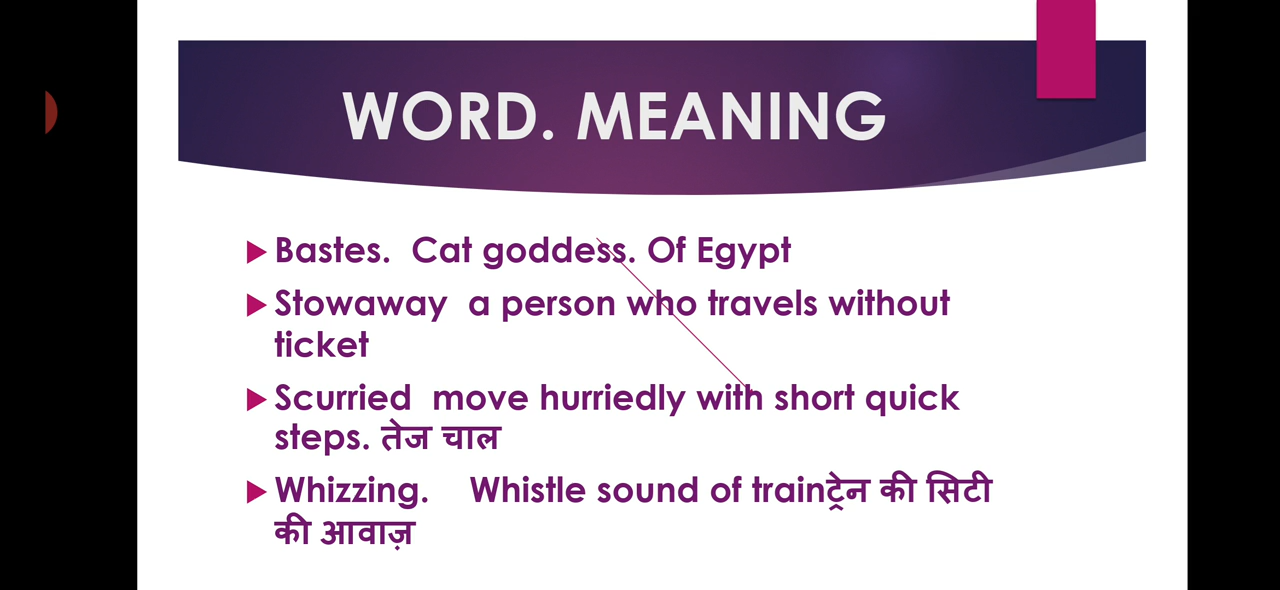 WORD. MEANING
Bastes. Cat goddess. Of Egypt
Stowaway a person who travels without
ticket
Scurried move hurriedly with short quick
steps. तेज चाल
Whizzing. Whistle sound of trainट्रेन की सिटी
की आवाज़